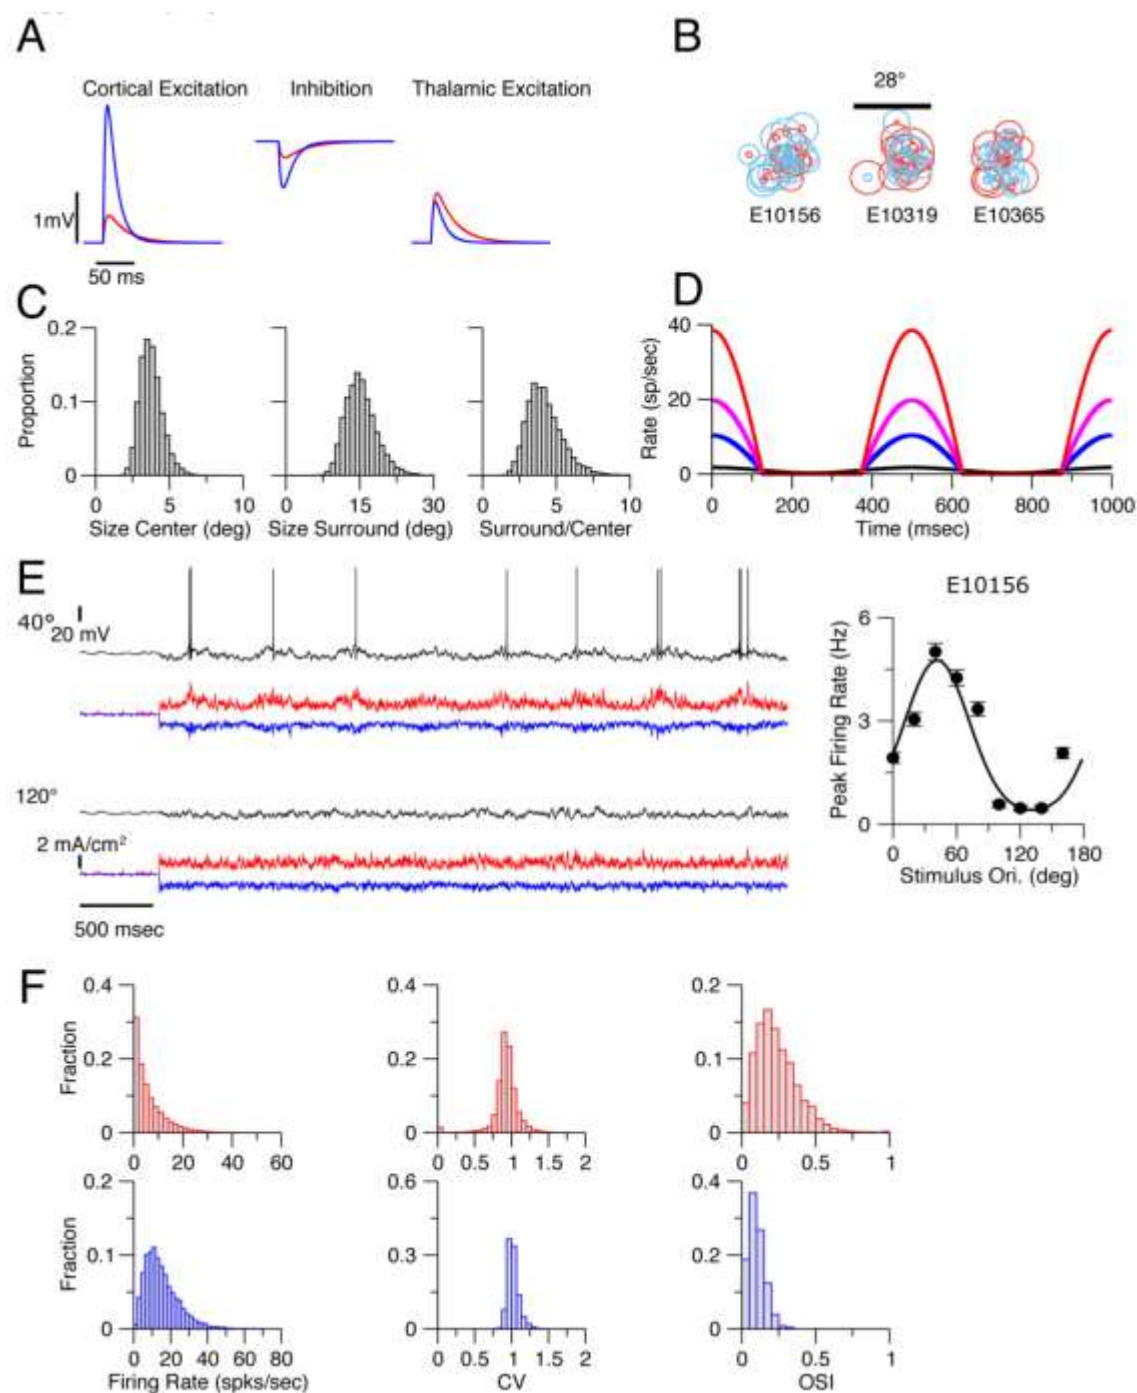 A
Cortical Excitation Inhibition Thalamic Excitation
1mV
50 ms
B
28°
E10156 E10319 E10365
C
Proportion
0.2
0.1
0
0 5 10
Size Center (deg)
0 15 30
Size Surround (deg)
0 5 10
Surround/Center
D
Rate (sp/sec)
40
20
0
0 200 400 600 800 1000
Time (msec)
E
40°
20 mV
120°
2 mA/cm²
500 msec
E10156
Peak Firing Rate (Hz)
6
3
0
0 60 120 180
Stimulus Ori. (deg)
F
Fraction
0.4
0.2
0
0 20 40 60
0.4
0.2
0
0 0.5 1 1.5 2
0.2
0.1
0
0 0.5 1
Fraction
0.2
0.1
0
0 20 40 60 80
Firing Rate (spks/sec)
0.6
0.3
0
0 0.5 1 1.5 2
CV
0.4
0.2
0
0 0.5 1
OSI